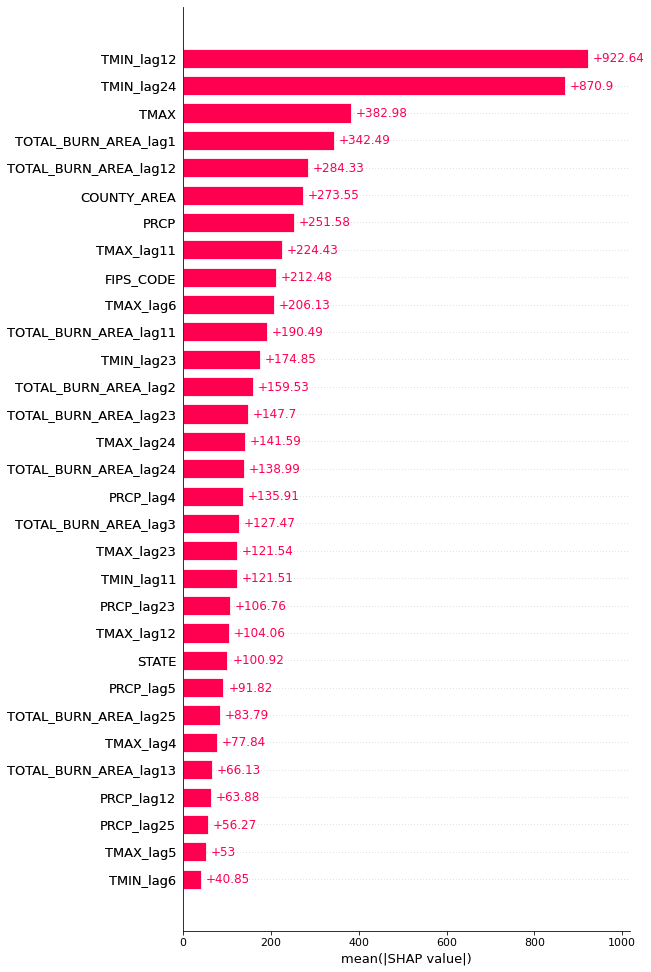 TMIN_lag12 +922.64
TMIN_lag24 +870.9
TMAX +382.98
TOTAL_BURN_AREA_lag1 +342.49
TOTAL_BURN_AREA_lag12 +284.33
COUNTY_AREA +273.55
PRCP +251.58
TMAX_lag11 +224.43
FIPS_CODE +212.48
TMAX_lag6 +206.13
TOTAL_BURN_AREA_lag11 +190.49
TMIN_lag23 +174.85
TOTAL_BURN_AREA_lag2 +159.53
TOTAL_BURN_AREA_lag23 +147.7
TMAX_lag24 +141.59
TOTAL_BURN_AREA_lag24 +138.99
PRCP_lag4 +135.91
TOTAL_BURN_AREA_lag3 +127.47
TMAX_lag23 +121.54
TMIN_lag11 +121.51
PRCP_lag23 +106.76
TMAX_lag12 +104.06
STATE +100.92
PRCP_lag5 +91.82
TOTAL_BURN_AREA_lag25 +83.79
TMAX_lag4 +77.84
TOTAL_BURN_AREA_lag13 +66.13
PRCP_lag12 +63.88
PRCP_lag25 +56.27
TMAX_lag5 +53
TMIN_lag6 +40.85
0 200 400 600 800 1000
mean(|SHAP value|)